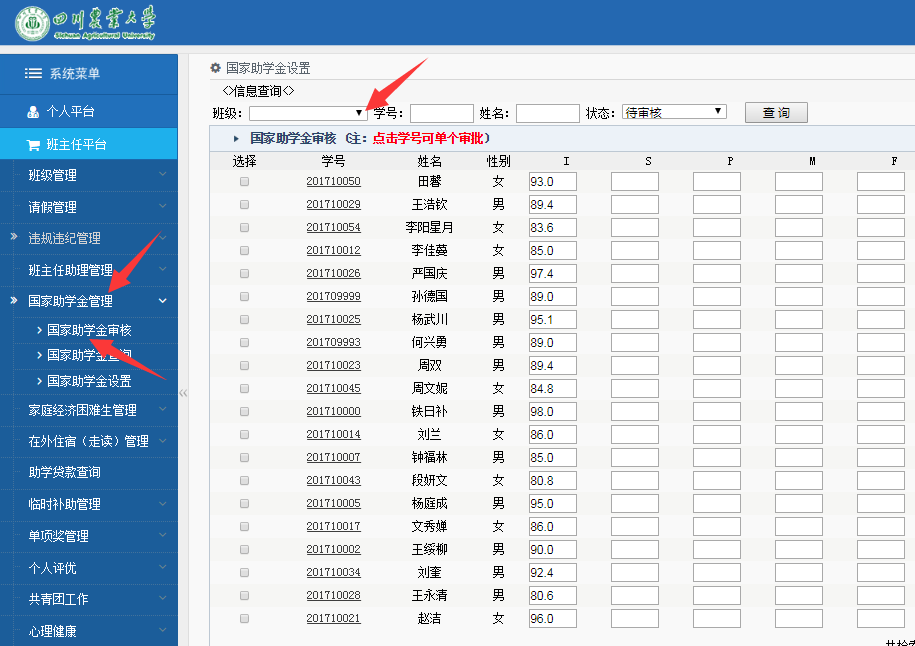 四川农业大学
Sichuan Agricultural University
系统菜单
个人平台
班主任平台
班级管理
请假管理
违规违纪管理
班主任助理管理
国家助学金管理
国家助学金审核
国家助学金查询
国家助学金设置
家庭经济困难生管理
在外住宿（走读）管理
助学贷款查询
临时补助管理
单项奖管理
个人评优
共青团工作
心理健康
国家助学金设置
◇信息查询◇
班级： 学号： 姓名： 状态： 待审核 查 询
国家助学金审核（注：点击学号可单个审批）
选择 学号 姓名 性别 I S P M F
201710050 田馨 女 93.0
201710029 王浩钦 男 89.4
201710054 李阳星月 女 83.6
201710012 李佳蔓 女 85.0
201710026 严国庆 男 97.4
201709999 孙德国 男 89.0
201710025 杨武川 男 95.1
201709993 何兴勇 男 89.0
201710023 周双 男 89.4
201710045 周文妮 女 84.8
201710000 铁日补 男 98.0
201710014 刘兰 女 86.0
201710007 钟福林 男 85.0
201710043 段妍文 女 80.8
201710005 杨庭成 男 95.0
201710017 文秀婵 女 86.0
201710002 王绥柳 男 90.0
201710034 刘奎 男 92.4
201710028 王永清 男 80.6
201710021 赵洁 女 96.0